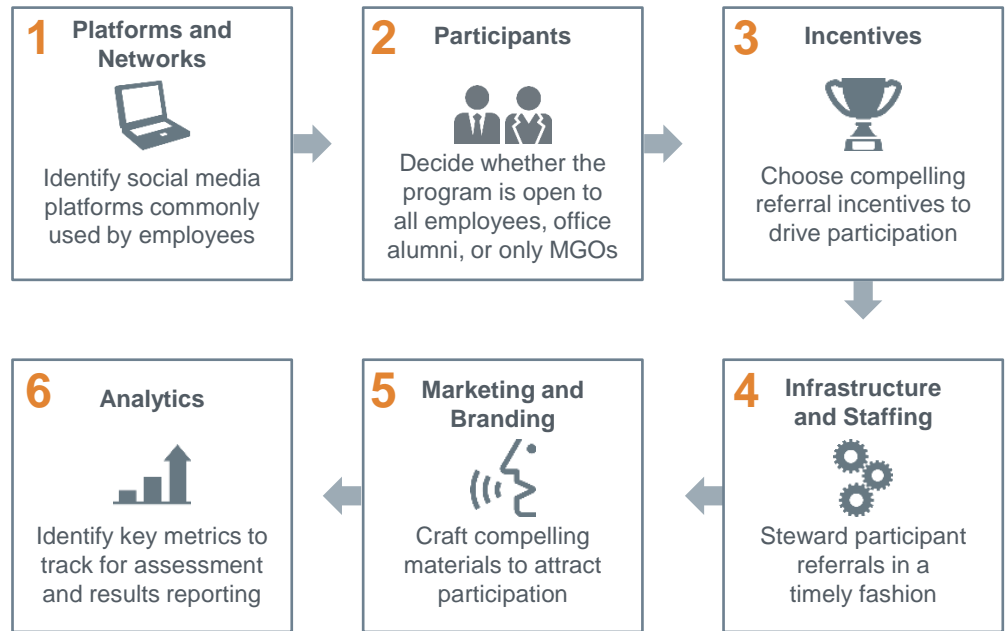 1
Platforms and
Networks
Identify social media
platforms commonly
used by employees
2
Participants
Decide whether the
program is open to
all employees, office
alumni, or only MGOs
3
Incentives
Choose compelling
referral incentives to
drive participation
4
Infrastructure
and Staffing
Steward participant
referrals in a
timely fashion
5
Marketing and
Branding
Craft compelling
materials to attract
participation
6
Analytics
Identify key metrics to
track for assessment
and results reporting